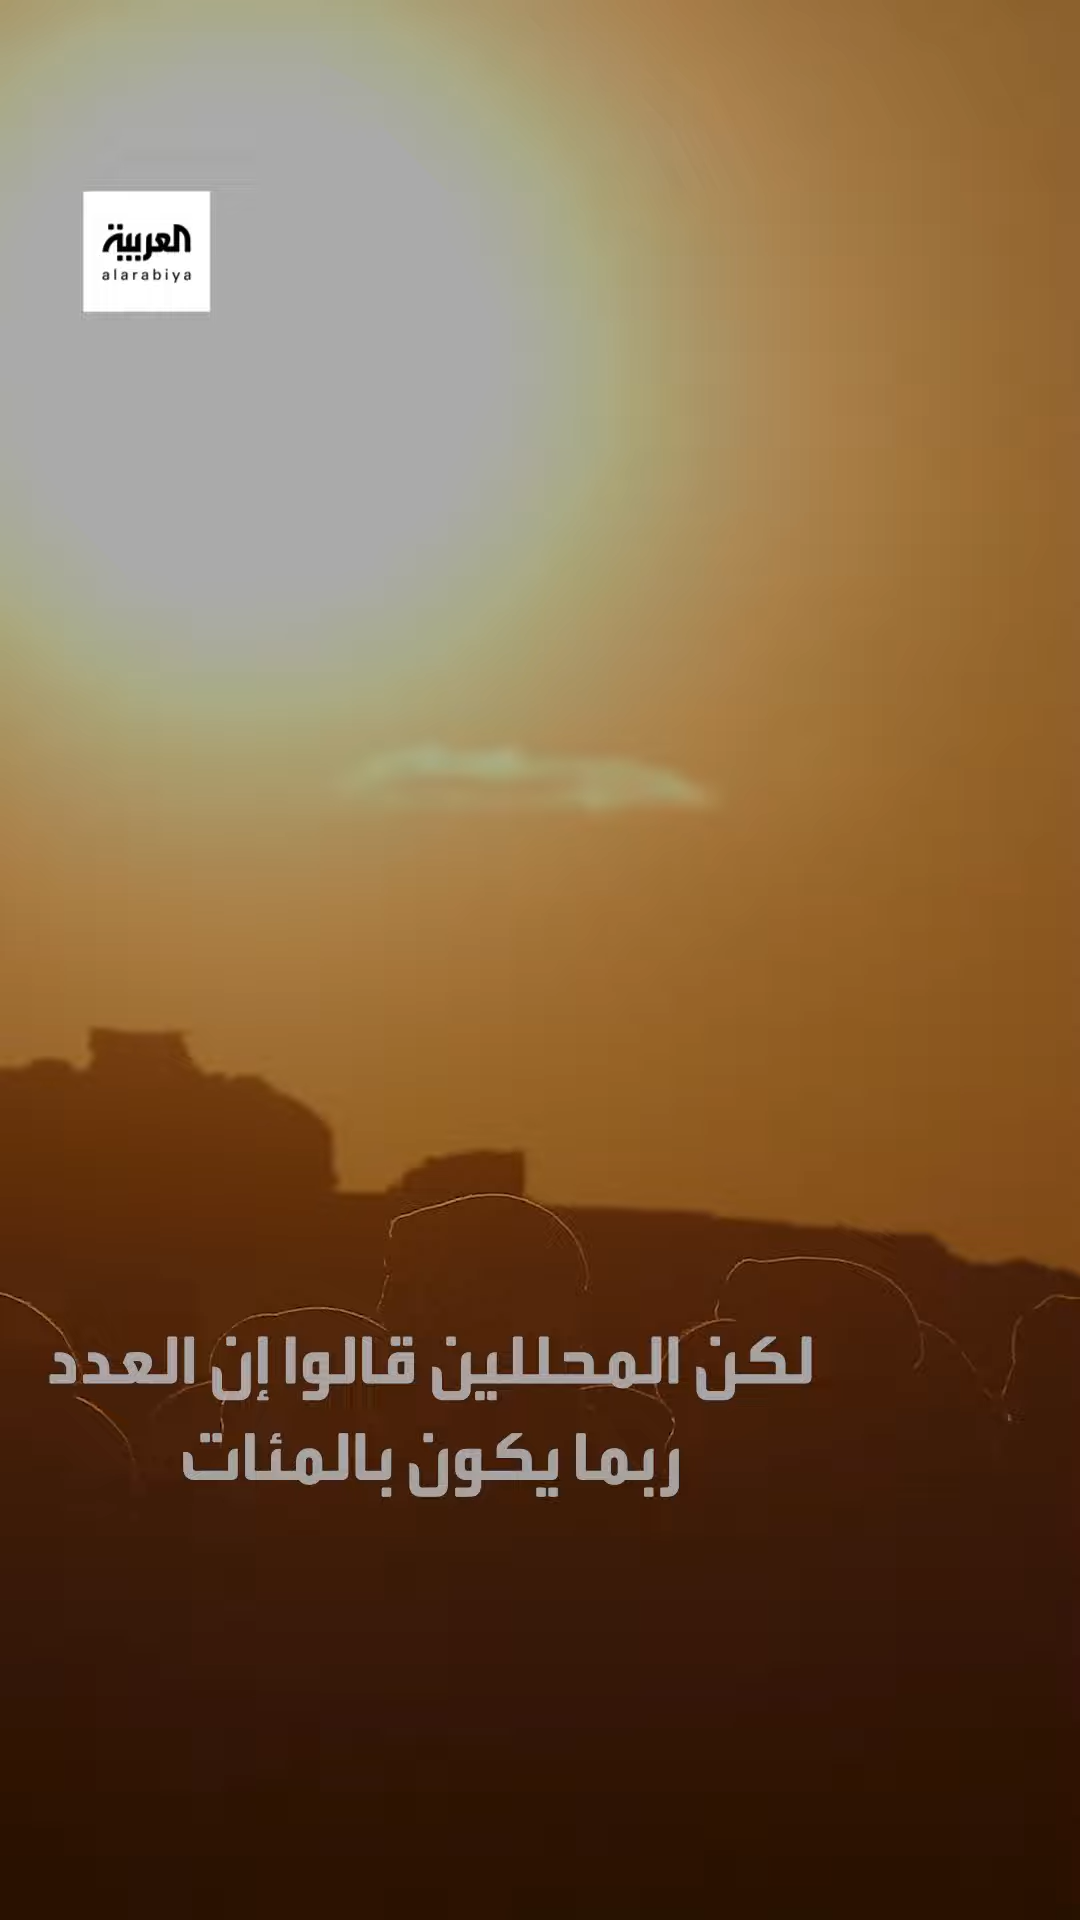 العربية
alarabiya
لكن المحللين قالوا إن العدد
ربما يكون بالمئات